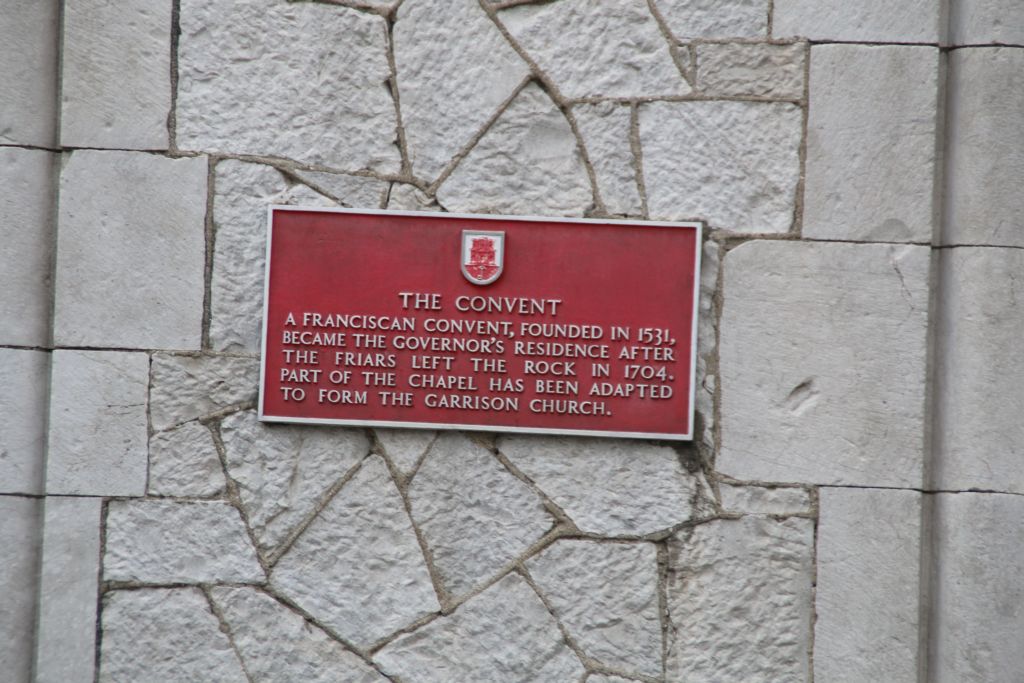 THE CONVENT
A FRANCISCAN CONVENT, FOUNDED IN 1531,
BECAME THE GOVERNOR'S RESIDENCE AFTER
THE FRIARS LEFT THE ROCK IN 1704.
PART OF THE CHAPEL HAS BEEN ADAPTED
TO FORM THE GARRISON CHURCH.